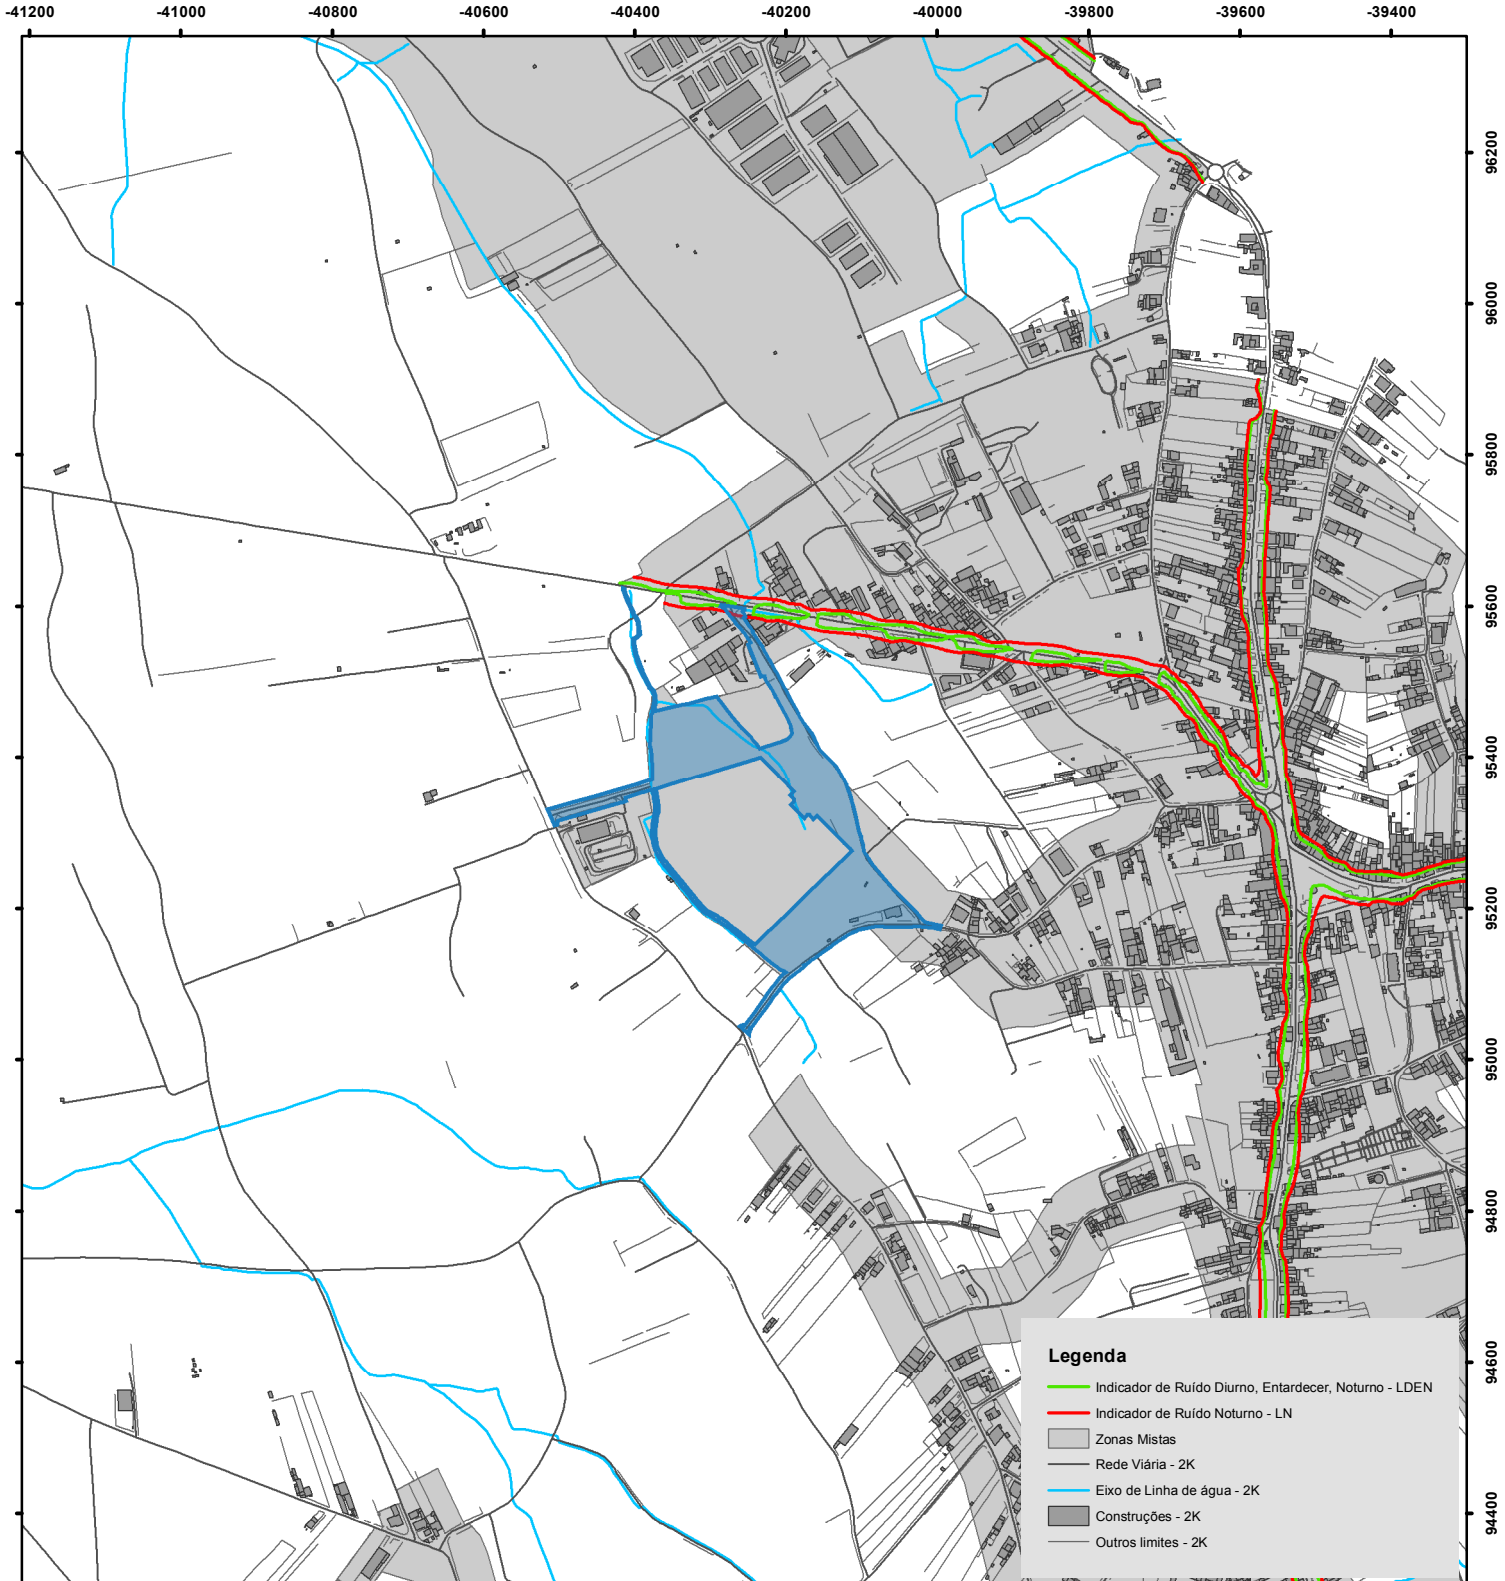 -41200 -41000 -40800 -40600 -40400 -40200 -40000 -39800 -39600 -39400
96200
96000
95800
95600
95400
95200
95000
94800
94600
94400
Legenda
Indicador de Ruído Diurno, Entardecer, Noturno - LDEN
Indicador de Ruído Noturno - LN
Zonas Mistas
Rede Viária - 2K
Eixo de Linha de água - 2K
Construções - 2K
Outros limites - 2K